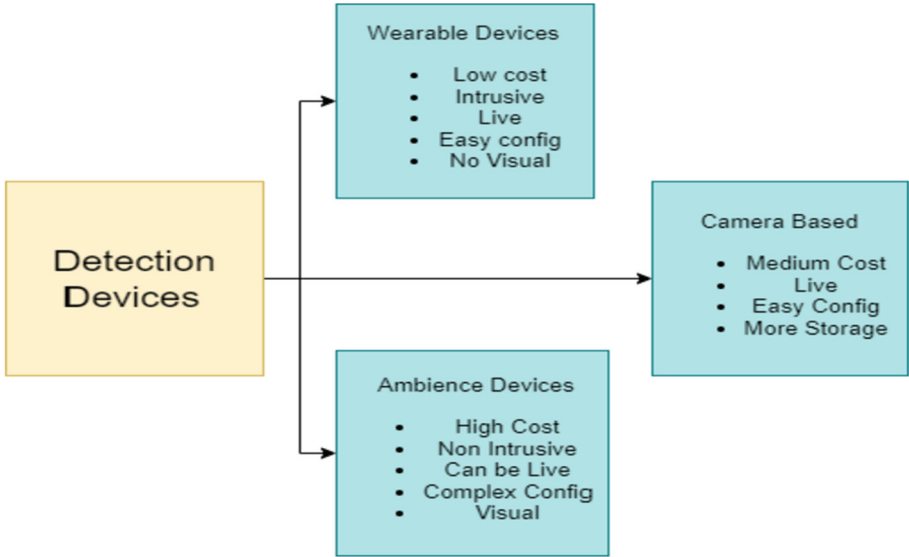 Detection
Devices
Wearable Devices
• Low cost
• Intrusive
• Live
• Easy config
• No Visual
Camera Based
• Medium Cost
• Live
• Easy Config
• More Storage
Ambience Devices
• High Cost
• Non Intrusive
• Can be Live
• Complex Config
• Visual